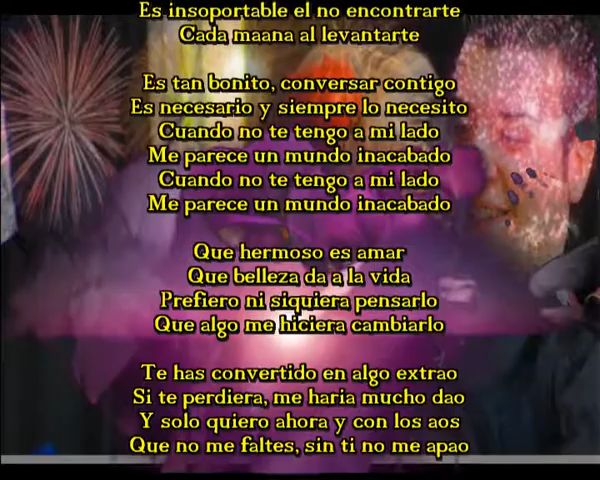 Es insoportable el no encontrarte
Cada maana al levantarte
Es tan bonito, conversar contigo
Es necesario y siempre lo necesito
Cuando no te tengo a mi lado
Me parece un mundo inacabado
Cuando no te tengo a mi lado
Me parece un mundo inacabado
Que hermoso es amar
Que belleza da a la vida
Prefiero ni siquiera pensarlo
Que algo me hiciera cambiarlo
Te has convertido en algo extrao
Si te perdiera, me haria mucho dao
Y solo quiero ahora y con los aos
Que no me faltes, sin ti no me apao